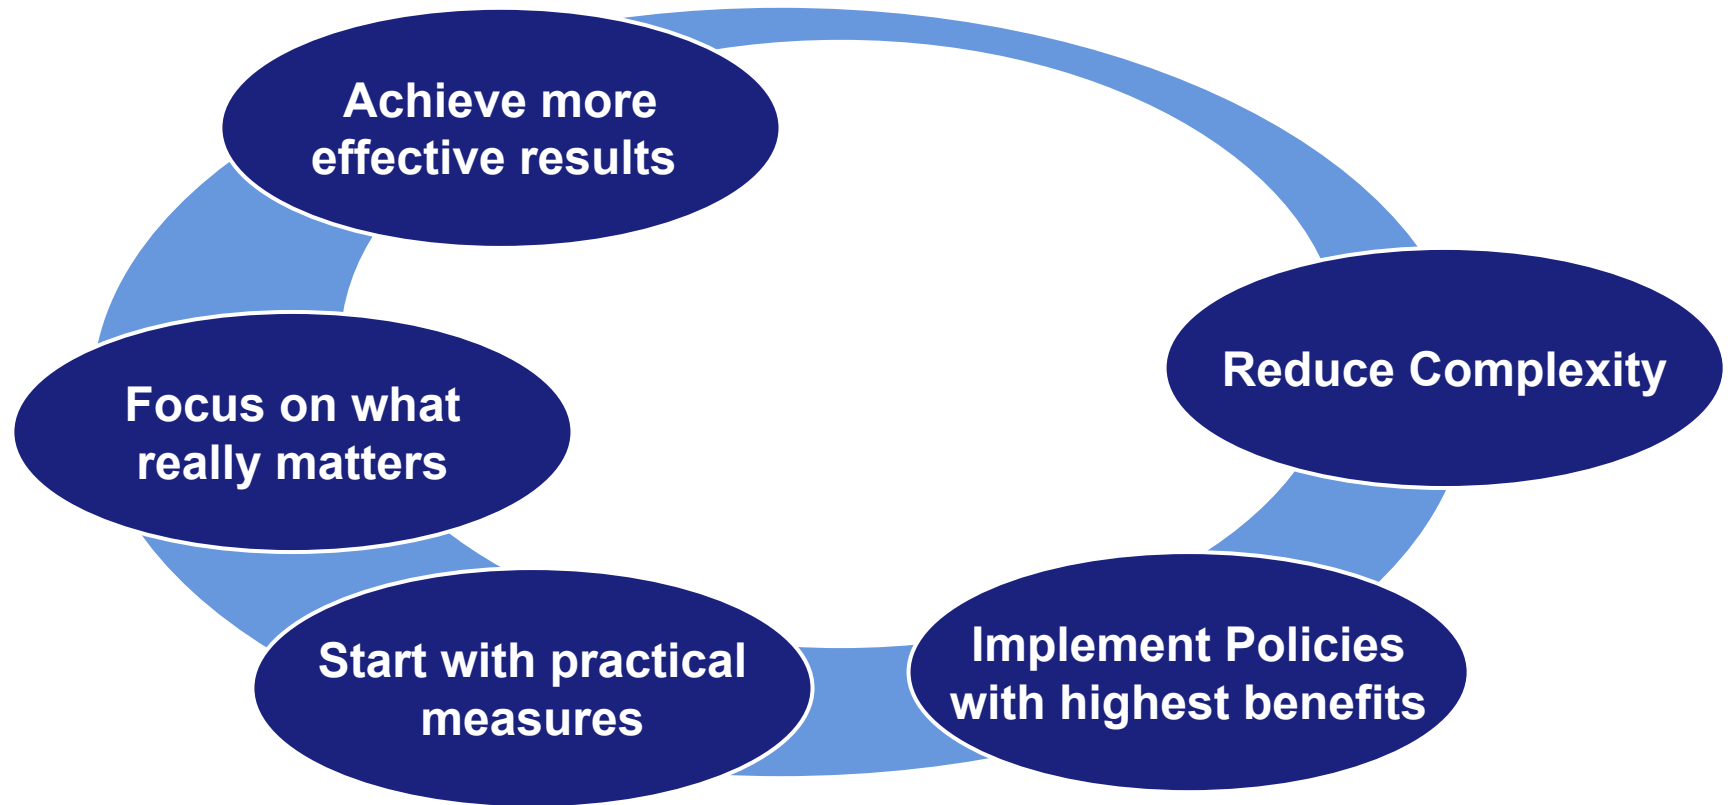 Achieve more
effective results
Reduce Complexity
Focus on what
really matters
Implement Policies
with highest benefits
Start with practical
measures